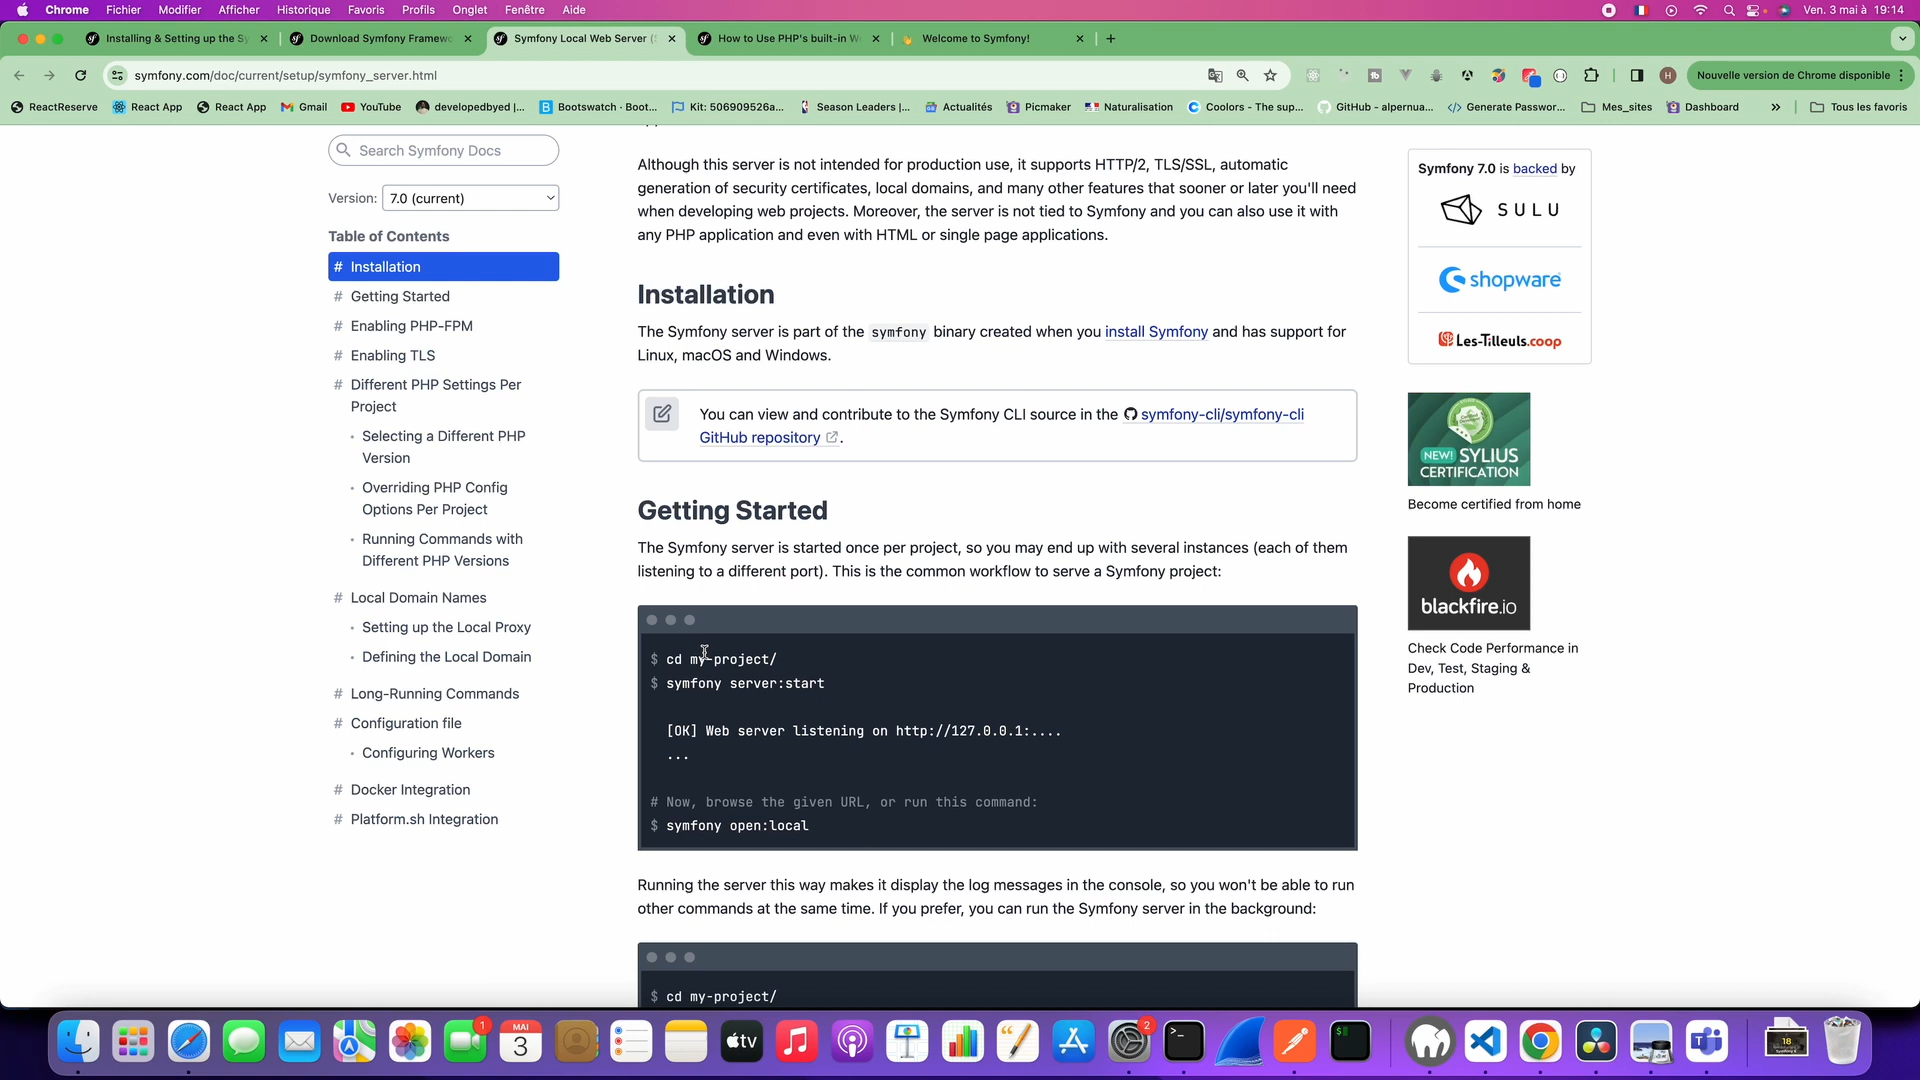 Chrome Fichier Modifier Afficher Historique Favoris Profils Onglet Fenêtre Aide Ven. 3 mai à 19:14
Installing & Setting up the Sy Download Symfony Framewo Symfony Local Web Server (S How to Use PHP's built-in We Welcome to Symfony!
symfony.com/doc/current/setup/symfony_server.html Nouvelle version de Chrome disponible
ReactReserve React App React App Gmail YouTube developedbyed |... Bootswatch · Boot... Kit: 506909526a... Season Leaders |... Actualités Picmaker Naturalisation Coolors - The sup... GitHub - alpernua... Generate Passwor... Mes_sites Dashboard » Tous les favoris
Search Symfony Docs
Version: 7.0 (current)
Table of Contents
# Installation
# Getting Started
# Enabling PHP-FPM
# Enabling TLS
# Different PHP Settings Per
Project
Selecting a Different PHP
Version
Overriding PHP Config
Options Per Project
Running Commands with
Different PHP Versions
# Local Domain Names
Setting up the Local Proxy
Defining the Local Domain
# Long-Running Commands
# Configuration file
Configuring Workers
# Docker Integration
# Platform.sh Integration
Although this server is not intended for production use, it supports HTTP/2, TLS/SSL, automatic
generation of security certificates, local domains, and many other features that sooner or later you'll need
when developing web projects. Moreover, the server is not tied to Symfony and you can also use it with
any PHP application and even with HTML or single page applications.
Installation
The Symfony server is part of the symfony binary created when you install Symfony and has support for
Linux, macOS and Windows.
You can view and contribute to the Symfony CLI source in the symfony-cli/symfony-cli
GitHub repository .
Getting Started
The Symfony server is started once per project, so you may end up with several instances (each of them
listening to a different port). This is the common workflow to serve a Symfony project:
$ cd my-project/
$ symfony server:start
[OK] Web server listening on http://127.0.0.1:....
...
# Now, browse the given URL, or run this command:
$ symfony open:local
Running the server this way makes it display the log messages in the console, so you won't be able to run
other commands at the same time. If you prefer, you can run the Symfony server in the background:
$ cd my-project/
Symfony 7.0 is backed by
SULU
shopware
Les-Tilleuls.coop
NEW! SYLIUS
CERTIFICATION
Become certified from home
blackfire.io
Check Code Performance in
Dev, Test, Staging &
Production
1
MAI
3
tv
2
>_
$
18